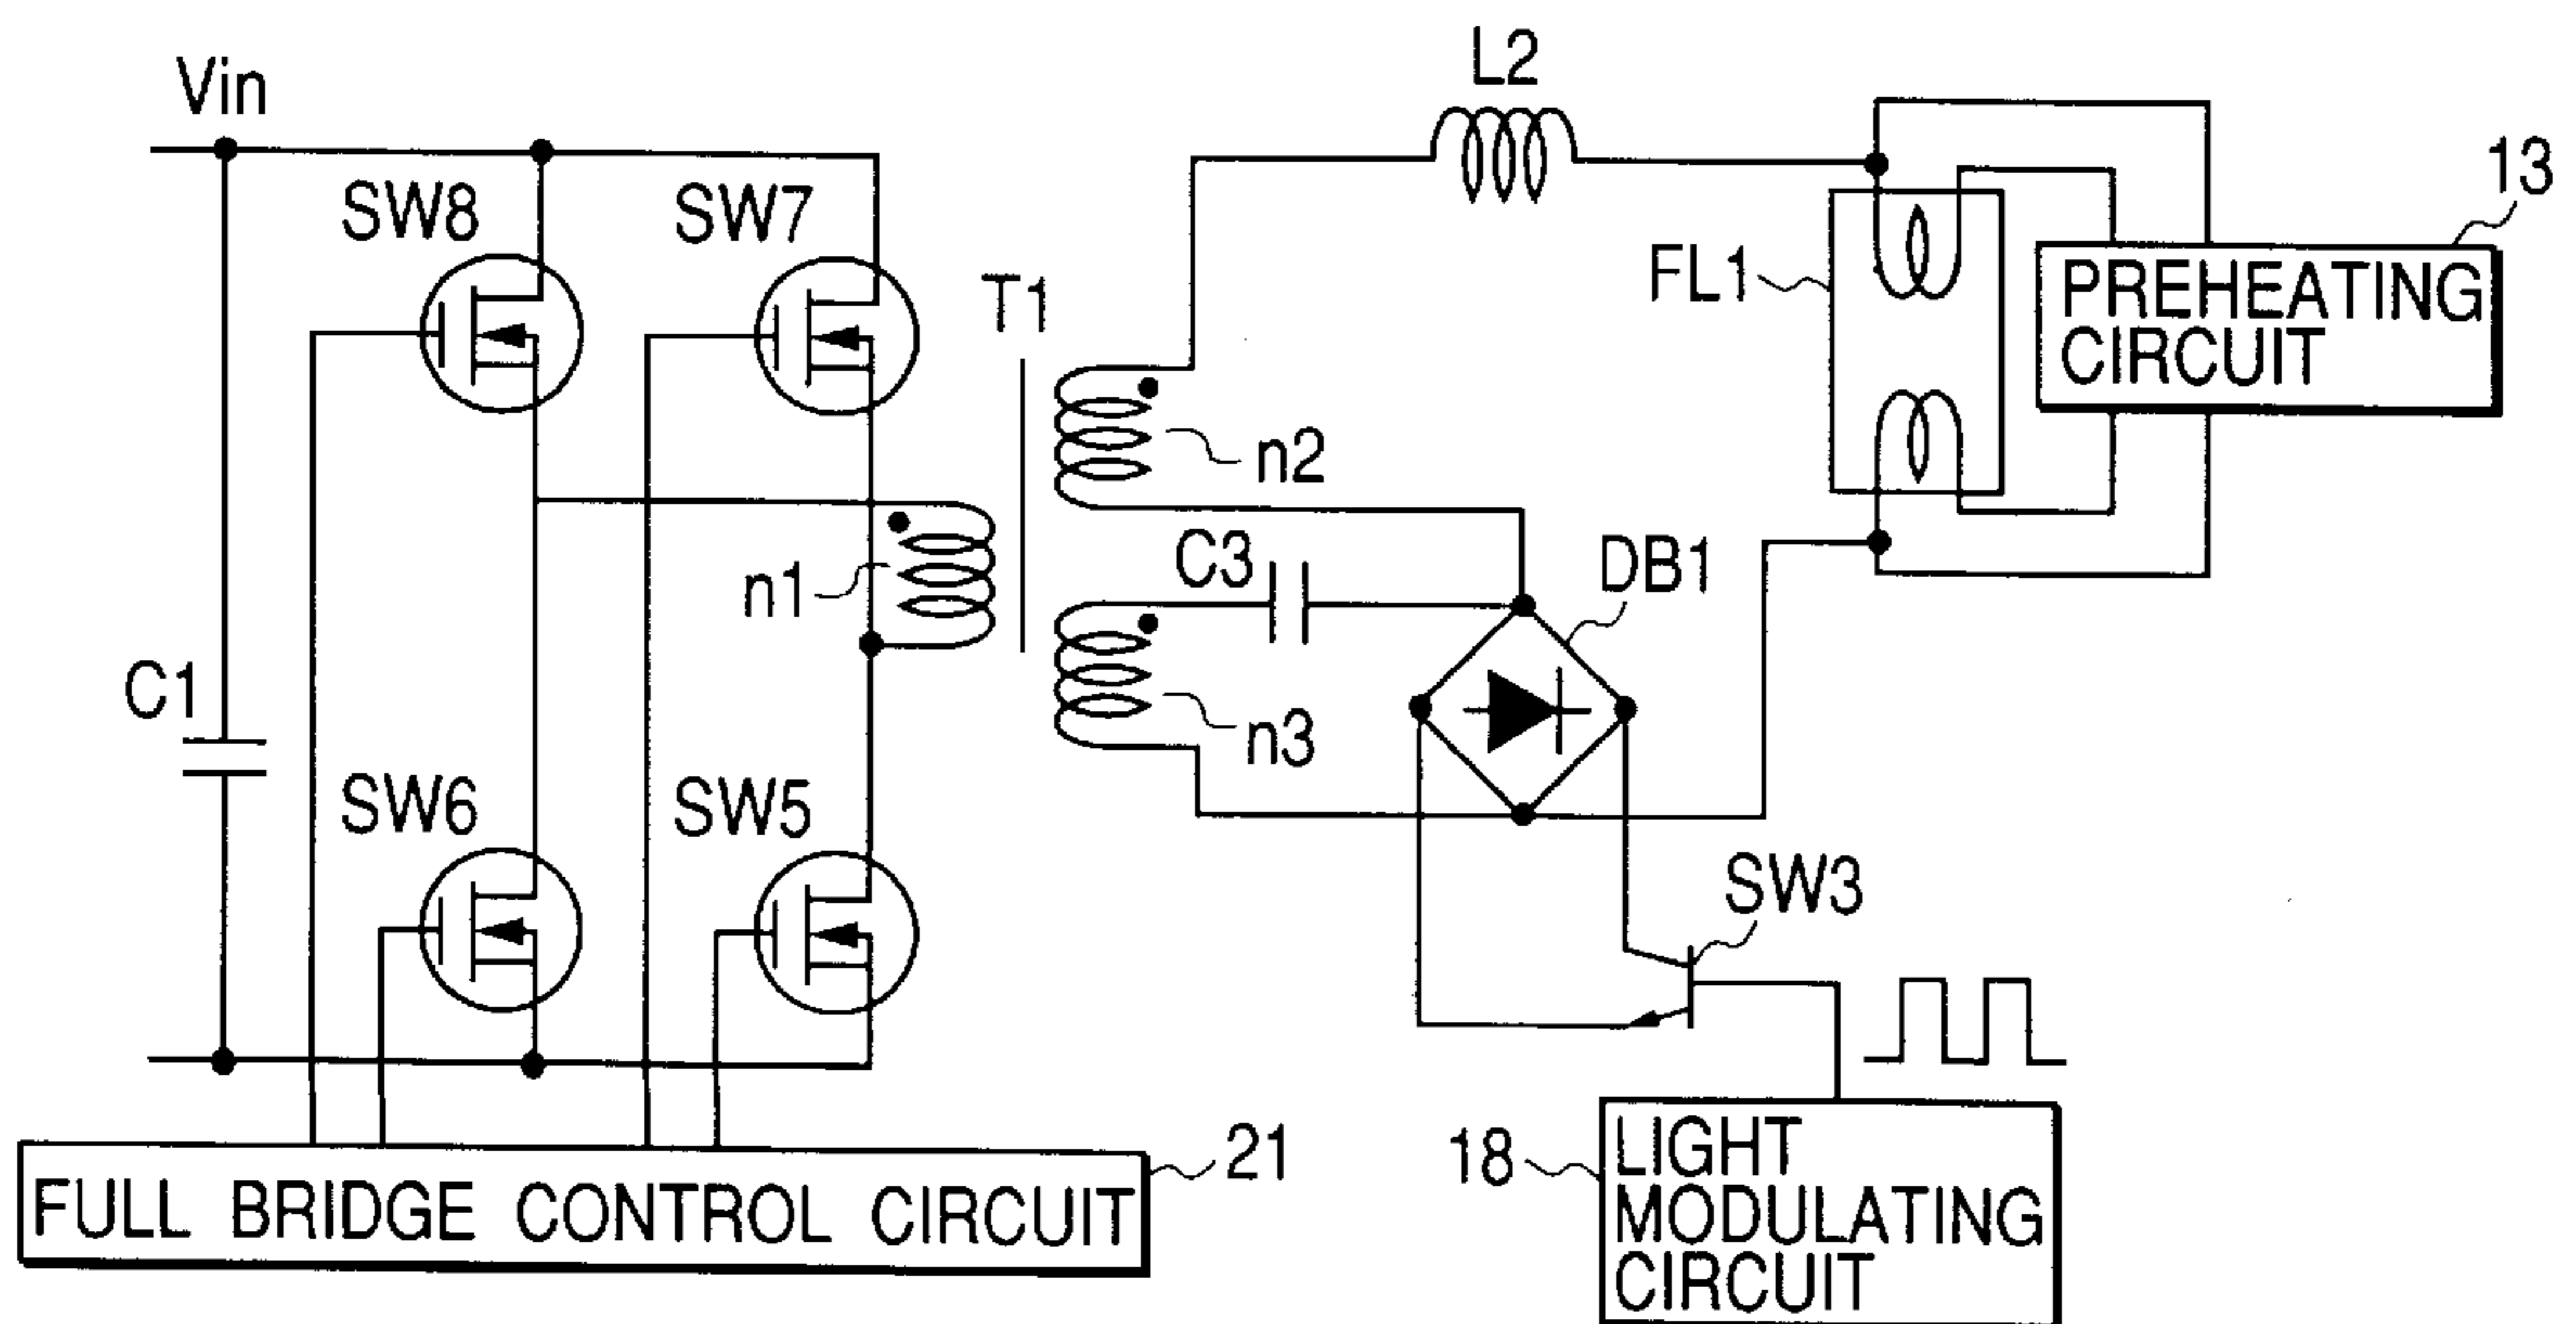 Vin
L2
SW8
SW7
T1
FL1
13
PREHEATING
CIRCUIT
n2
n1
C3
DB1
C1
n3
SW6
SW5
SW3
21
18
FULL BRIDGE CONTROL CIRCUIT
LIGHT
MODULATING
CIRCUIT